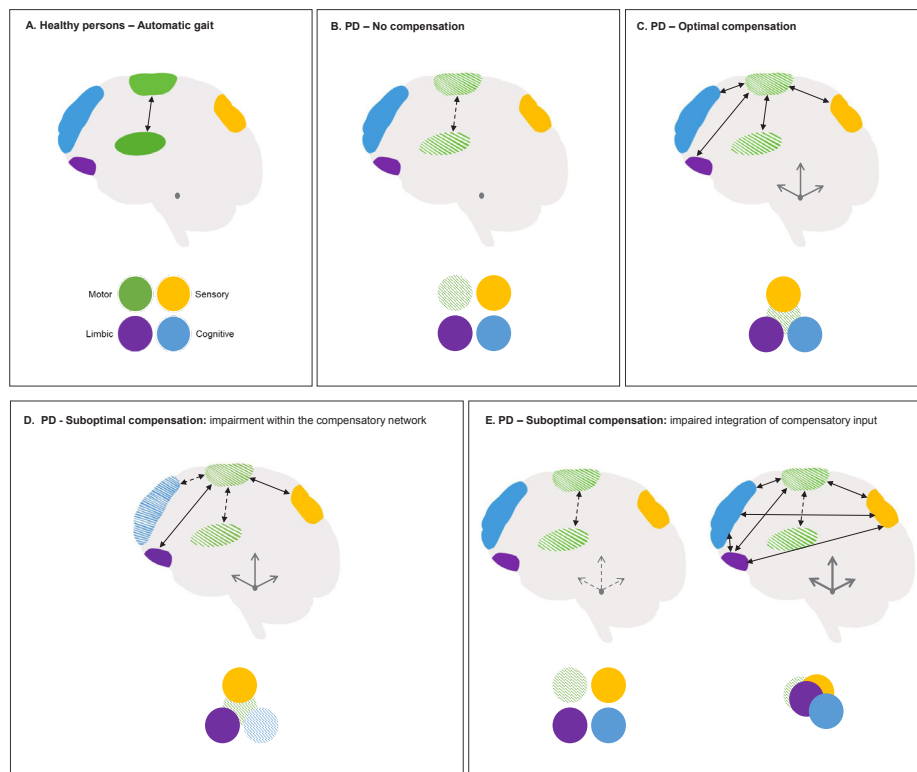 A. Healthy persons – Automatic gait
B. PD – No compensation
C. PD – Optimal compensation
Motor
Sensory
Limbic
Cognitive
D. PD - Suboptimal compensation: impairment within the compensatory network
E. PD – Suboptimal compensation: impaired integration of compensatory input